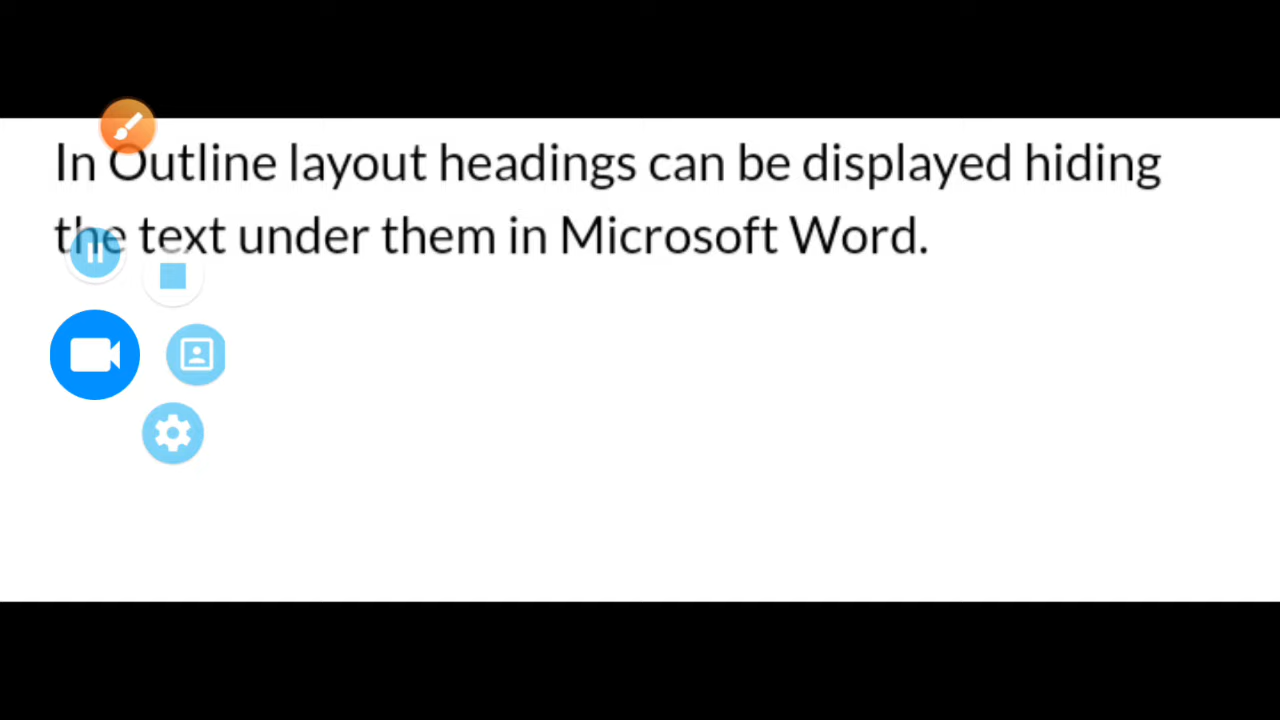 In Outline layout headings can be displayed hiding
the text under them in Microsoft Word.